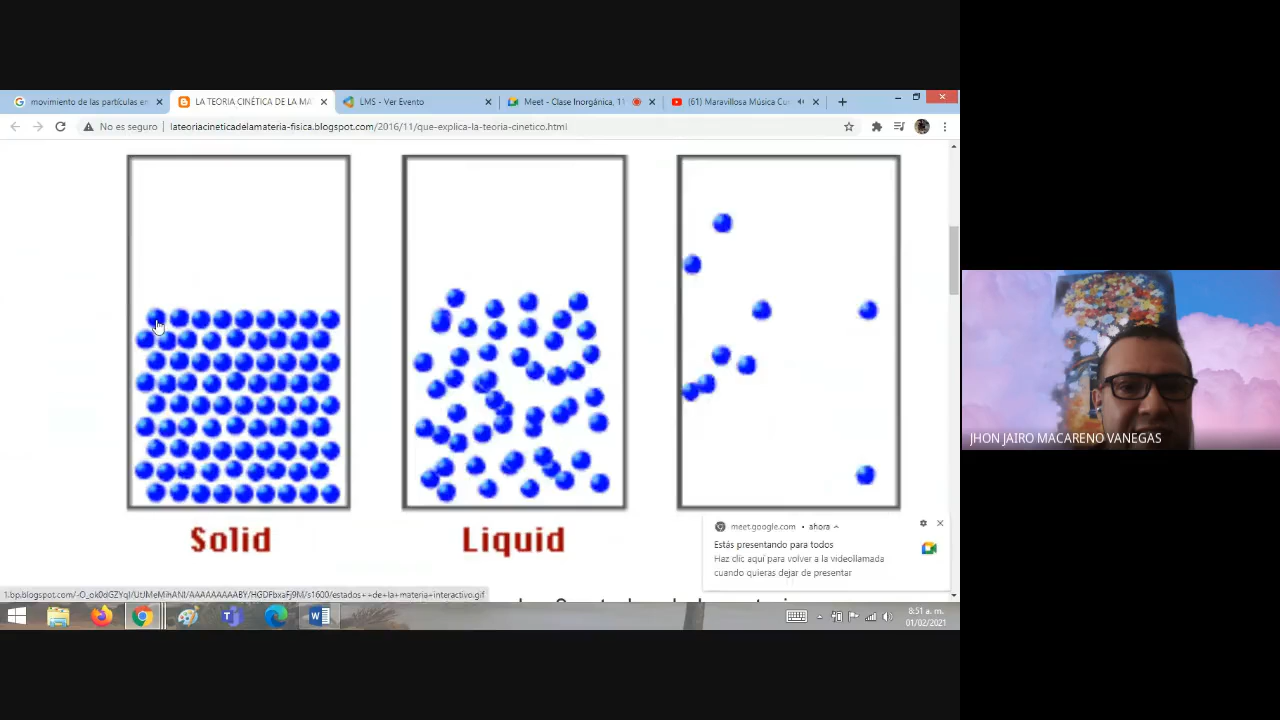 movimiento de las partículas en
LA TEORIA CINÉTICA DE LA MA
LMS - Ver Evento
Meet - Clase Inorgánica, 11
(61) Maravillosa Música Cu
No es seguro
lateoriacineticadelamateria-fisica.blogspot.com/2016/11/que-explica-la-teoria-cinetico.html
Solid
Liquid
meet.google.com • ahora
Estás presentando para todos
Haz clic aquí para volver a la videollamada
cuando quieras dejar de presentar
JHON JAIRO MACARENO VANEGAS
8:51 a. m.
01/02/2021